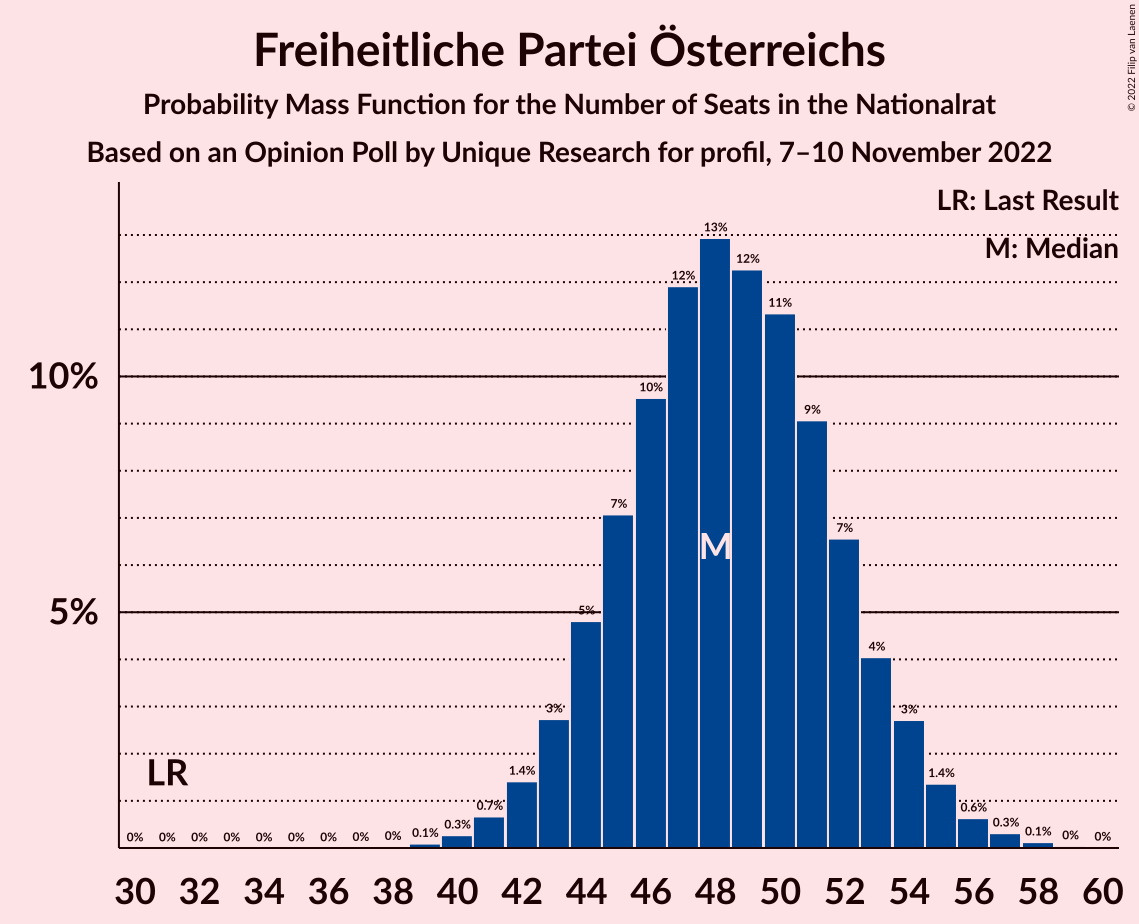 Freiheitliche Partei Österreichs
Probability Mass Function for the Number of Seats in the Nationalrat
Based on an Opinion Poll by Unique Research for profil, 7–10 November 2022
© 2022 Filip van Laenen
LR: Last Result
M: Median
10%
5%
LR
M
0% 0% 0% 0% 0% 0% 0% 0% 0% 0.1% 0.3% 0.7% 1.4% 3% 5% 7% 10% 12% 13% 12% 11% 9% 7% 4% 3% 1.4% 0.6% 0.3% 0.1% 0% 0%
30 32 34 36 38 40 42 44 46 48 50 52 54 56 58 60